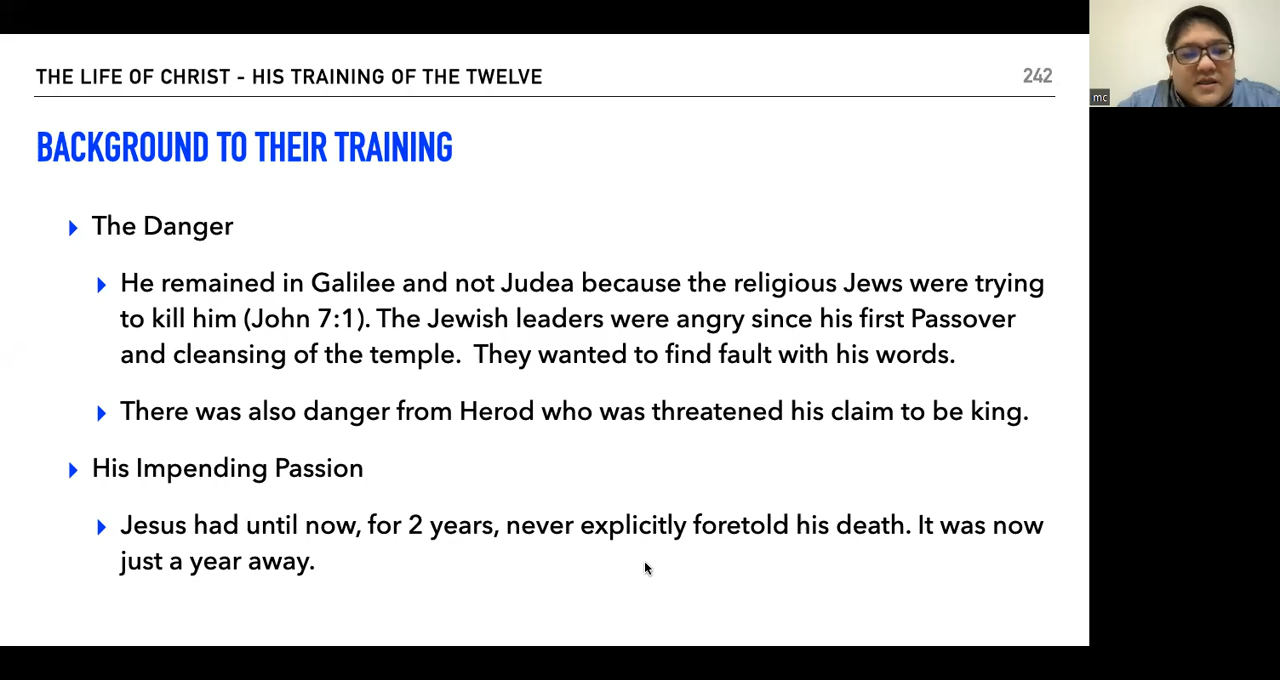 THE LIFE OF CHRIST - HIS TRAINING OF THE TWELVE
242
BACKGROUND TO THEIR TRAINING
The Danger
He remained in Galilee and not Judea because the religious Jews were trying
to kill him (John 7:1). The Jewish leaders were angry since his first Passover
and cleansing of the temple. They wanted to find fault with his words.
There was also danger from Herod who was threatened his claim to be king.
His Impending Passion
Jesus had until now, for 2 years, never explicitly foretold his death. It was now
just a year away.
mc